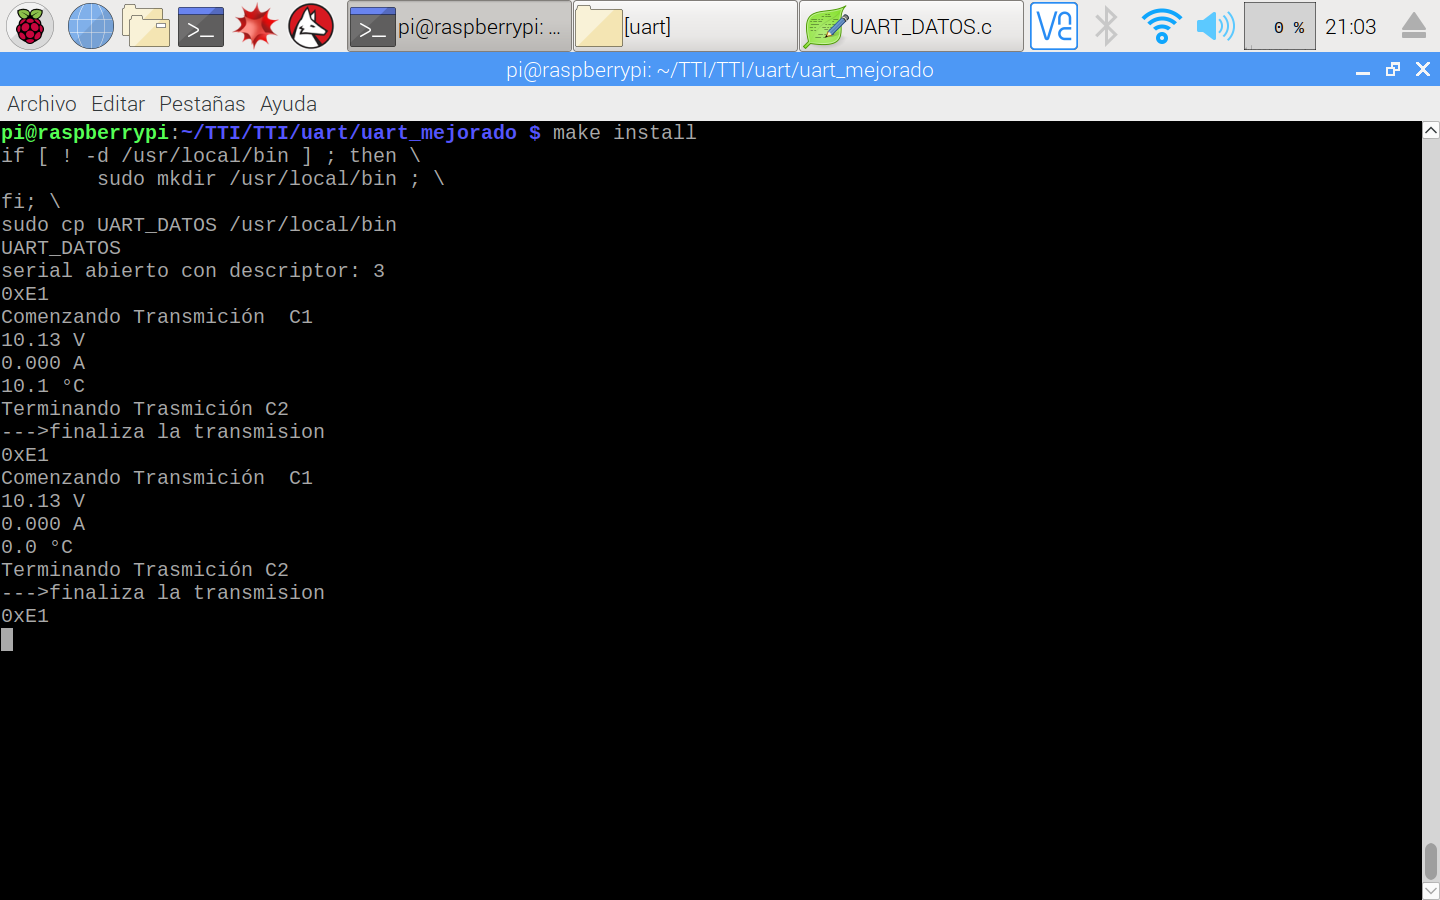 pi@raspberrypi: ... [uart] UART_DATOS.c 0 % 21:03
pi@raspberrypi: ~/TTI/TTI/uart/uart_mejorado
Archivo Editar Pestañas Ayuda
pi@raspberrypi:~/TTI/TTI/uart/uart_mejorado $ make install
if [ ! -d /usr/local/bin ] ; then \
        sudo mkdir /usr/local/bin ; \
fi; \
sudo cp UART_DATOS /usr/local/bin
UART_DATOS
serial abierto con descriptor: 3
0xE1
Comenzando Transmición  C1
10.13 V
0.000 A
10.1 °C
Terminando Trasmición C2
--->finaliza la transmision
0xE1
Comenzando Transmición  C1
10.13 V
0.000 A
0.0 °C
Terminando Trasmición C2
--->finaliza la transmision
0xE1